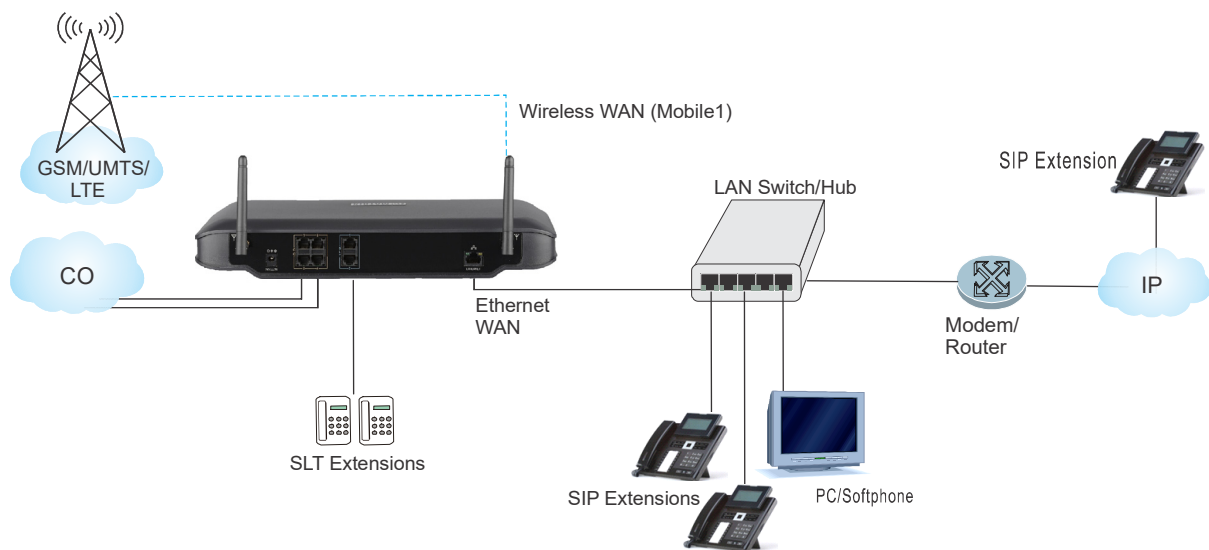 Wireless WAN (Mobile1)
GSM/UMTS/
LTE
SIP Extension
LAN Switch/Hub
CO
IP
Ethernet
WAN
Modem/
Router
SLT Extensions
SIP Extensions
PC/Softphone